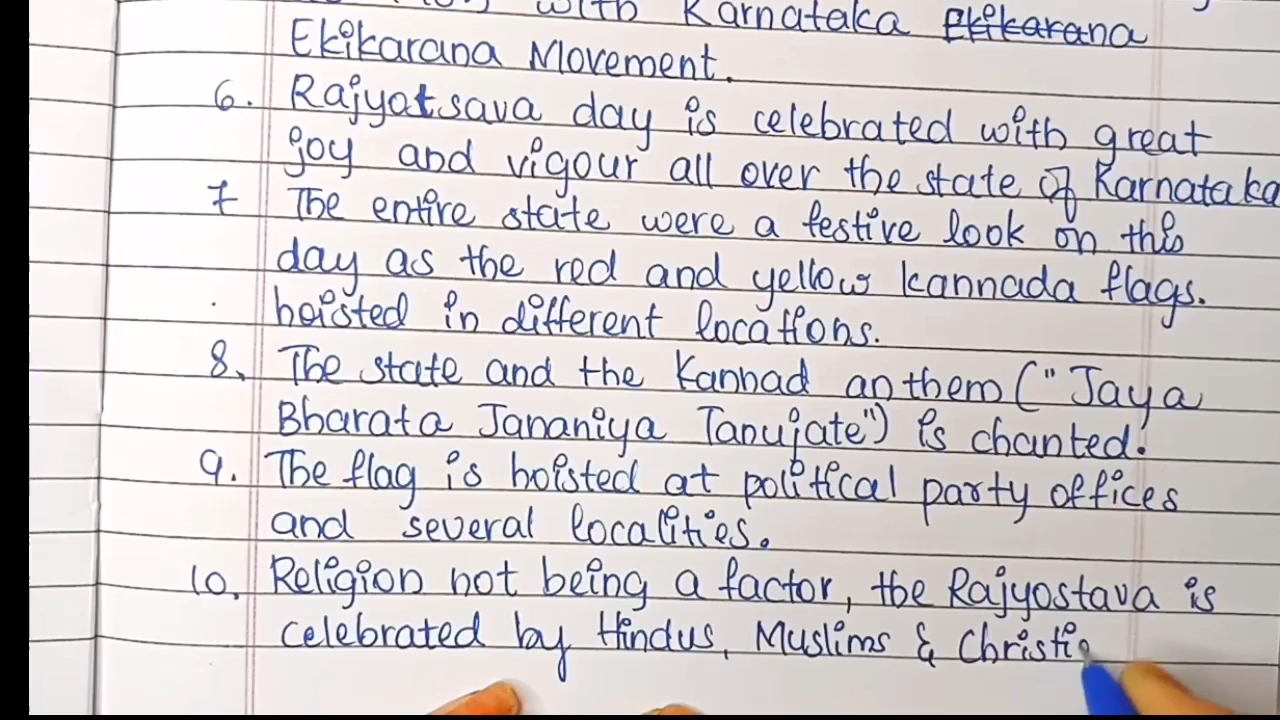 with Karnataka Ekikarana
Ekikarana Movement.
6. Rajyotsava day is celebrated with great
joy and vigour all over the state of Karnataka
7 The entire state were a festive look on this
day as the red and yellow kannada flags.
hoisted in different locations.
8. The state and the Kannad anthem ("Jaya
Bharata Jananiya Tanujate") is chanted.
9. The flag is hoisted at political party offices
and several localities.
10. Religion not being a factor, the Rajyostava is
celebrated by Hindus, Muslims & Christia